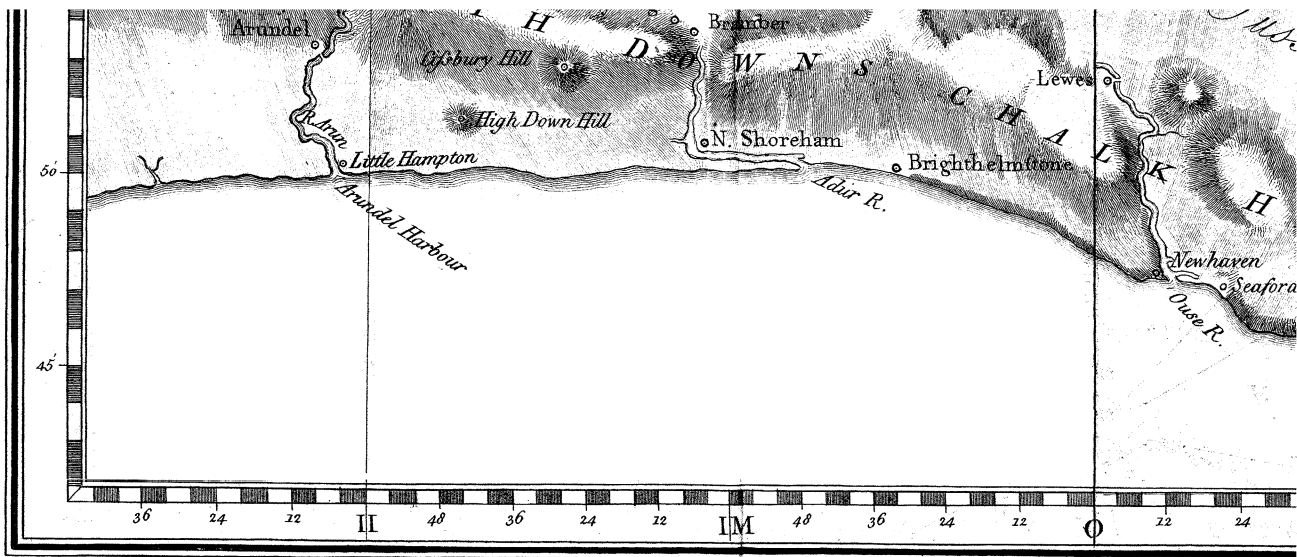 Arundel
Bramber
T H D O W N S
Cissbury Hill
C H A L K H
Lewes
High Down Hill
R. Arun
N. Shoreham
Little Hampton
Brighthelmstone
50'
Arundel Harbour
Adur R.
Newhaven
Seaford
Ouse R.
45'
36 24 12 II 48 36 24 12 IM 48 36 24 12 O 12 24